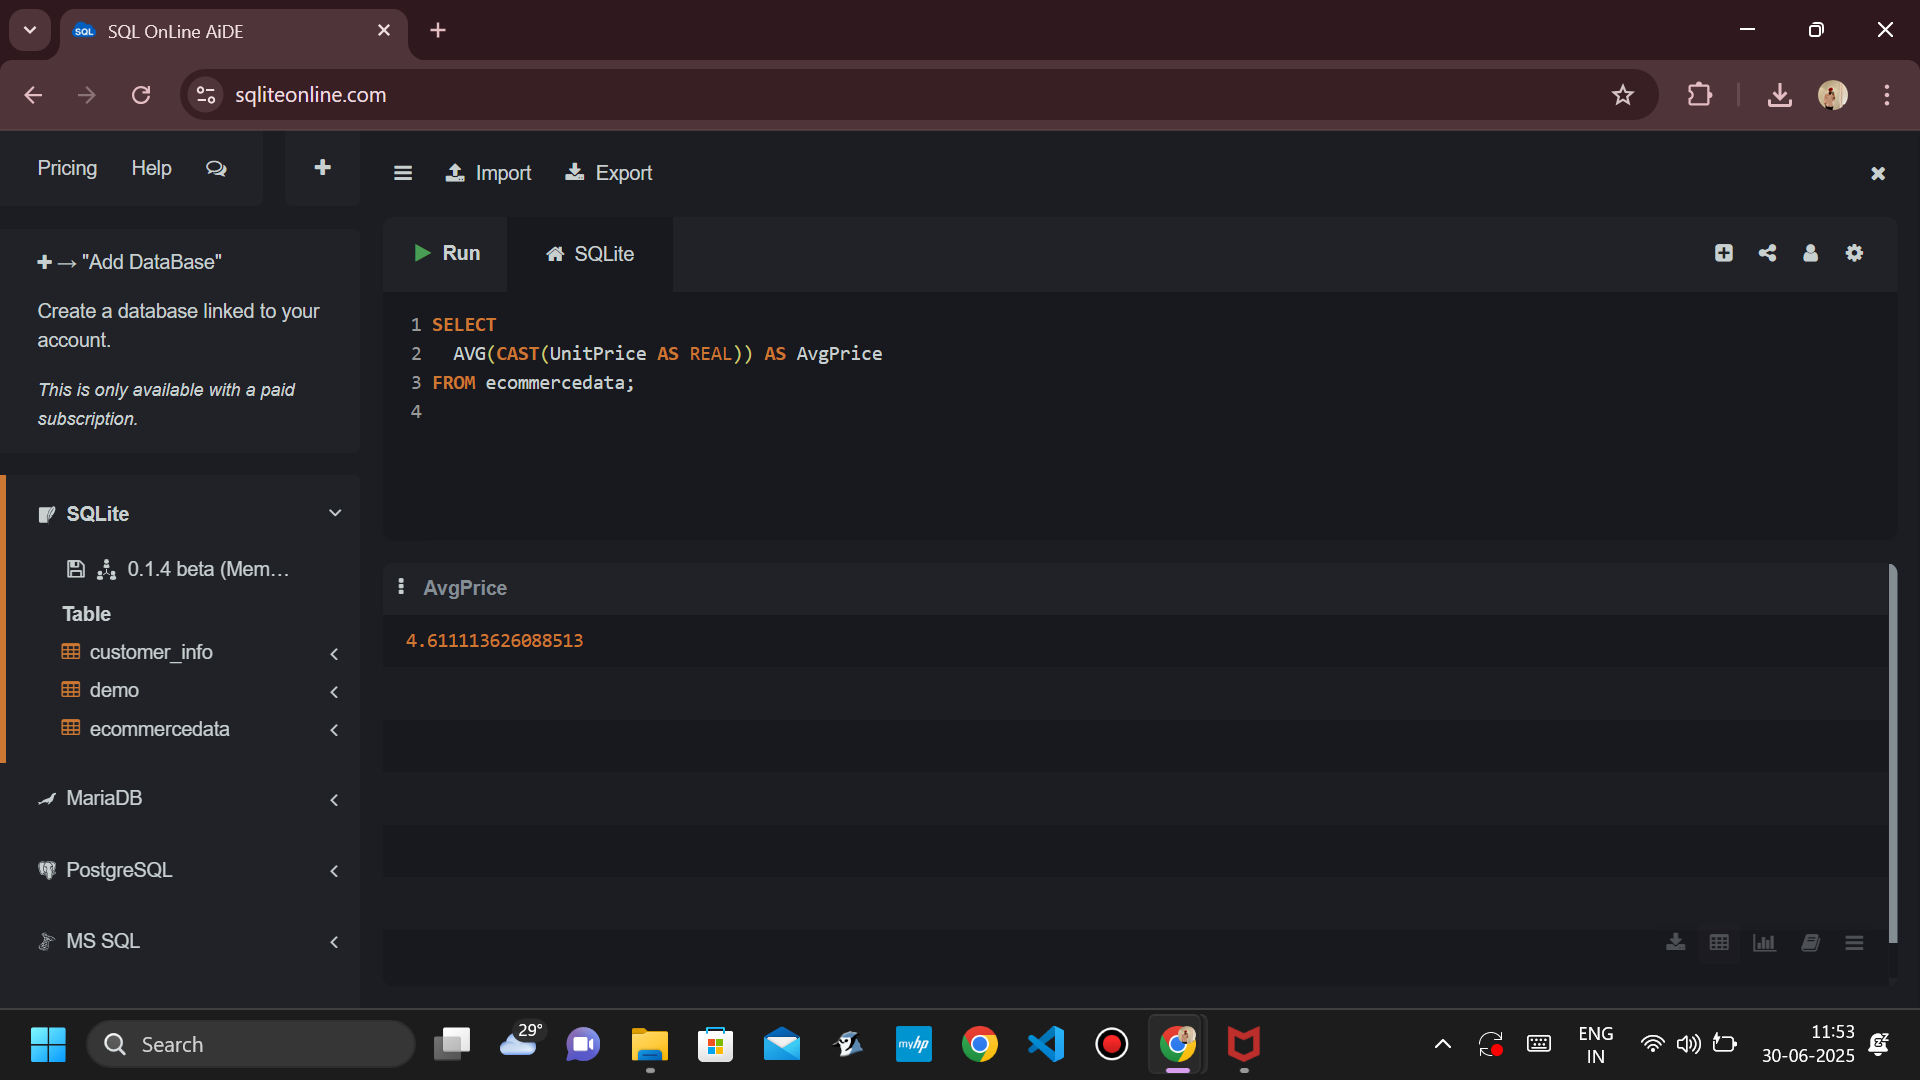 SQL OnLine AiDE
sqliteonline.com
Pricing Help
Import Export
"Add DataBase"
Create a database linked to your
account.
This is only available with a paid
subscription.
Run SQLite
1 SELECT
2 AVG(CAST(UnitPrice AS REAL)) AS AvgPrice
3 FROM ecommercedata;
4
SQLite
0.1.4 beta (Mem...
Table
customer_info
demo
ecommercedata
MariaDB
PostgreSQL
MS SQL
AvgPrice
4.611113626088513
Search
29°
myhp
ENG
IN
11:53
30-06-2025